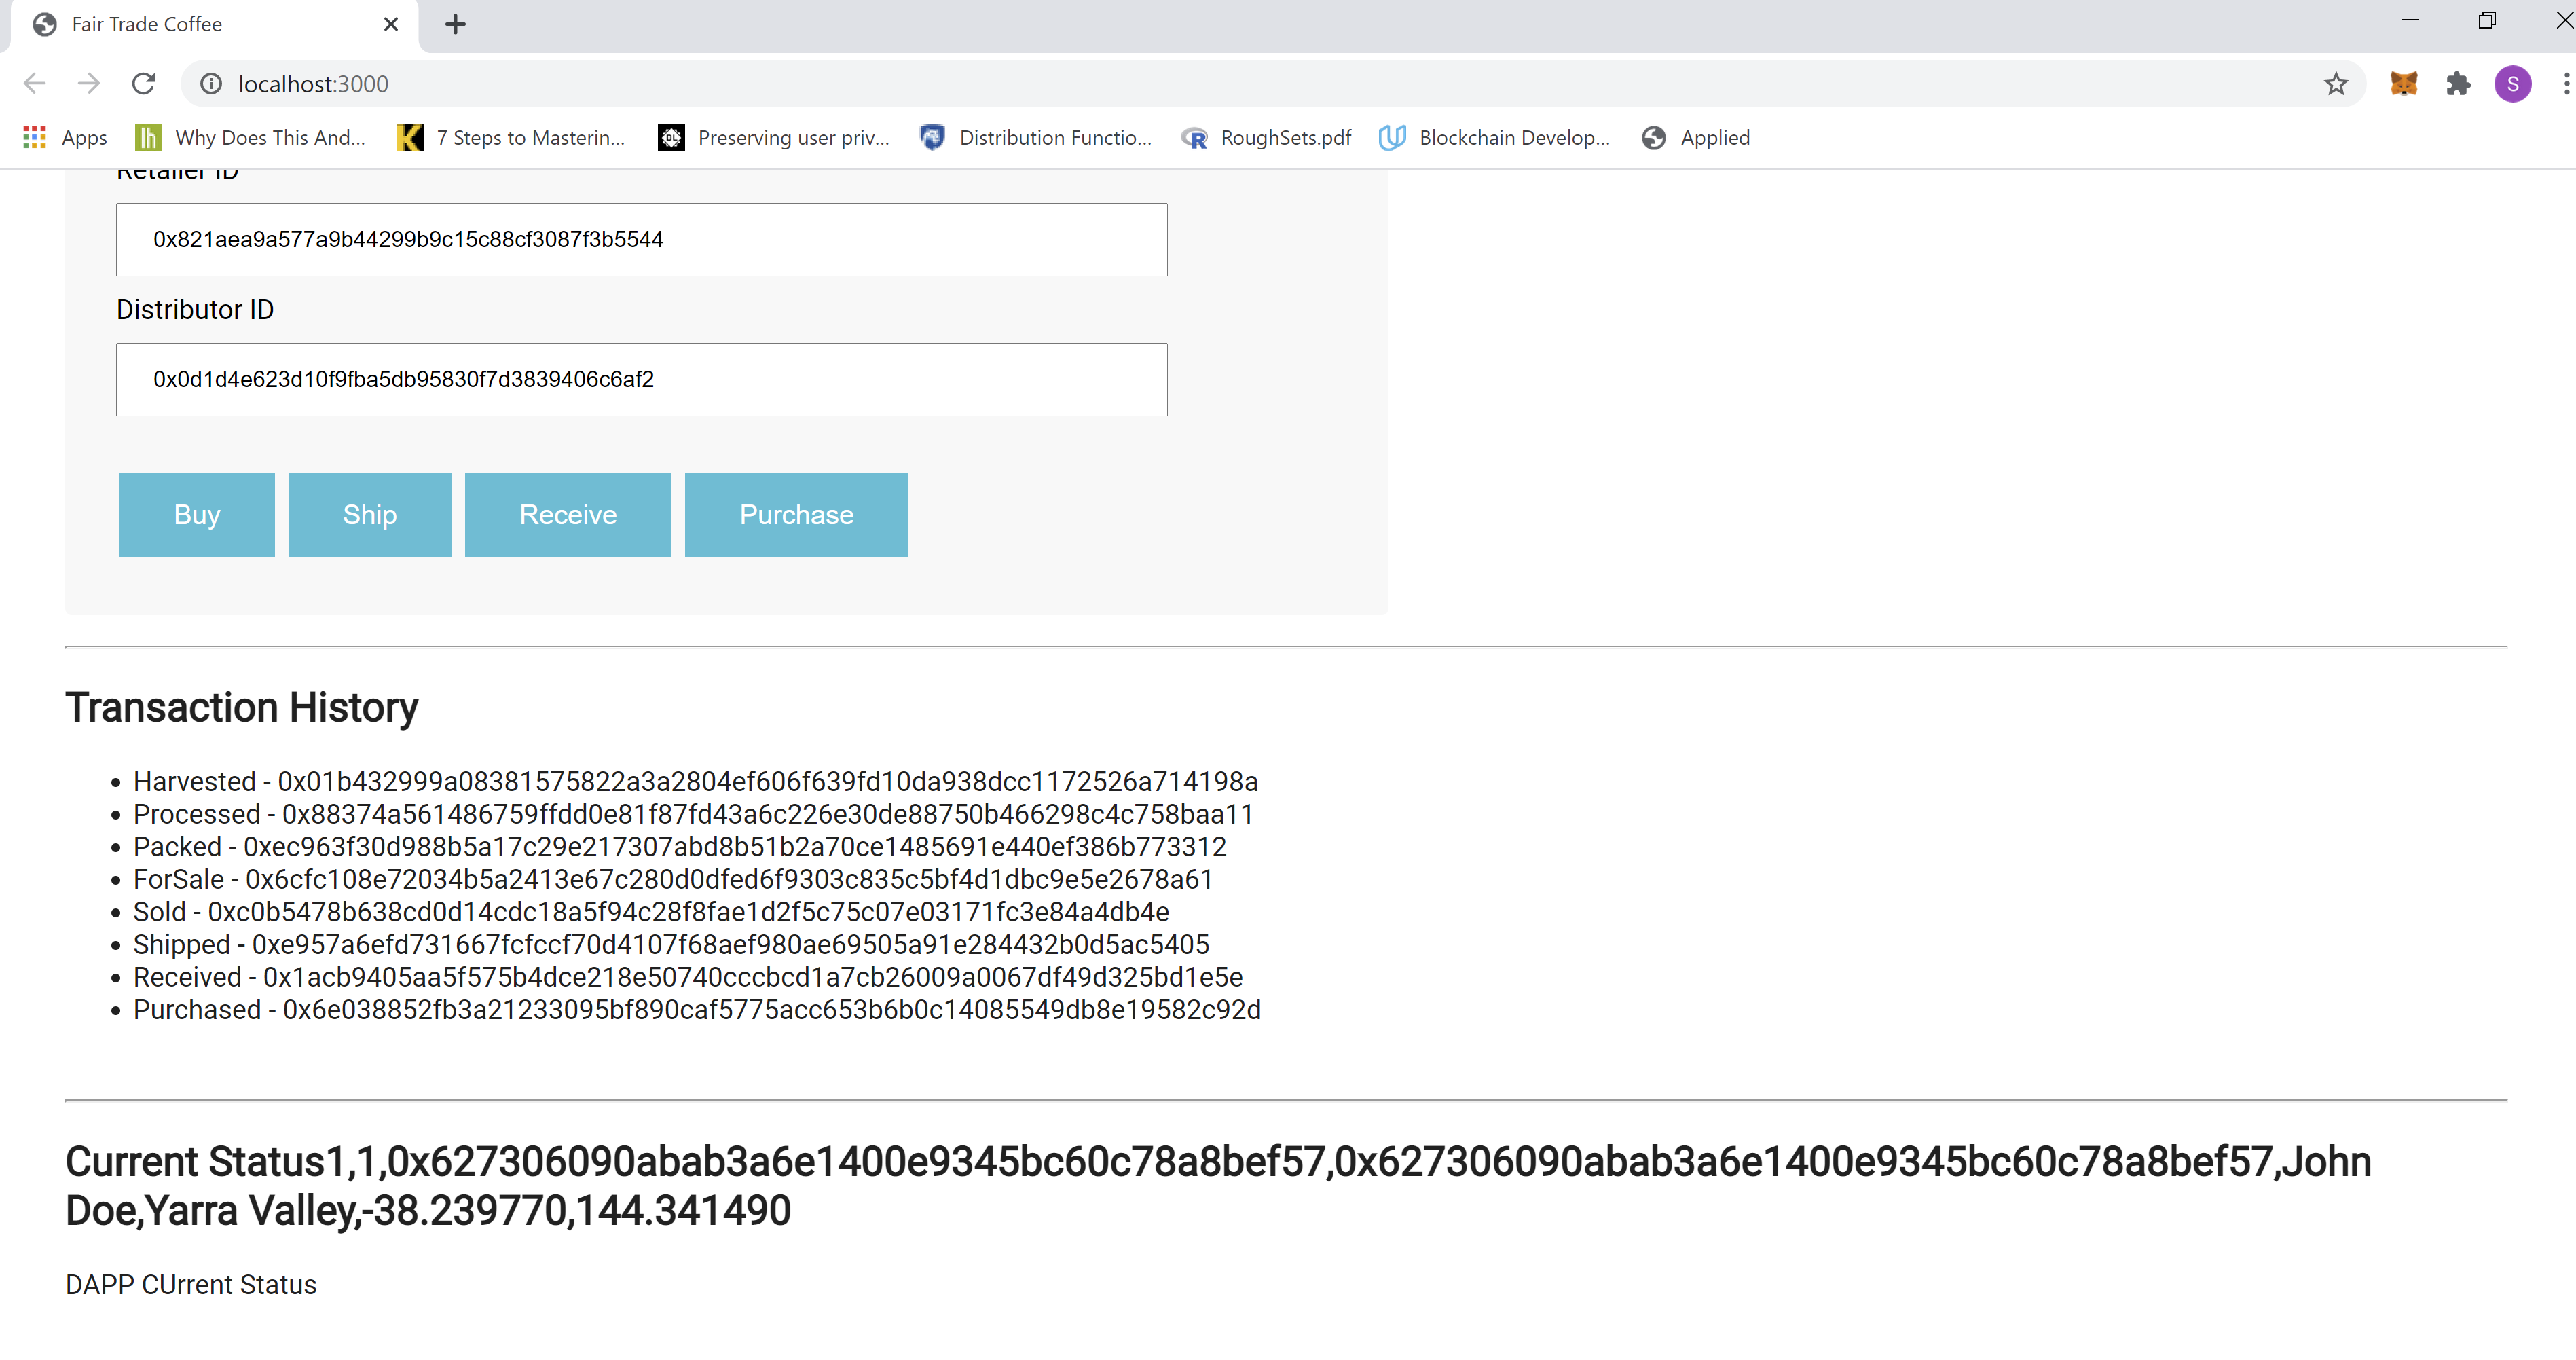 Fair Trade Coffee
localhost:3000
S
Apps
Why Does This And...
7 Steps to Masterin...
Preserving user priv...
Distribution Functio...
RoughSets.pdf
Blockchain Develop...
Applied
Retailer ID
0x821aea9a577a9b44299b9c15c88cf3087f3b5544
Distributor ID
0x0d1d4e623d10f9fba5db95830f7d3839406c6af2
Buy
Ship
Receive
Purchase
Transaction History
Harvested - 0x01b432999a08381575822a3a2804ef606f639fd10da938dcc1172526a714198a
Processed - 0x88374a561486759ffdd0e81f87fd43a6c226e30de88750b466298c4c758baa11
Packed - 0xec963f30d988b5a17c29e217307abd8b51b2a70ce1485691e440ef386b773312
ForSale - 0x6cfc108e72034b5a2413e67c280d0dfed6f9303c835c5bf4d1dbc9e5e2678a61
Sold - 0xc0b5478b638cd0d14cdc18a5f94c28f8fae1d2f5c75c07e03171fc3e84a4db4e
Shipped - 0xe957a6efd731667fcfccf70d4107f68aef980ae69505a91e284432b0d5ac5405
Received - 0x1acb9405aa5f575b4dce218e50740cccbcd1a7cb26009a0067df49d325bd1e5e
Purchased - 0x6e038852fb3a21233095bf890caf5775acc653b6b0c14085549db8e19582c92d
Current Status1,1,0x627306090abab3a6e1400e9345bc60c78a8bef57,0x627306090abab3a6e1400e9345bc60c78a8bef57,John
Doe,Yarra Valley,-38.239770,144.341490
DAPP CUrrent Status